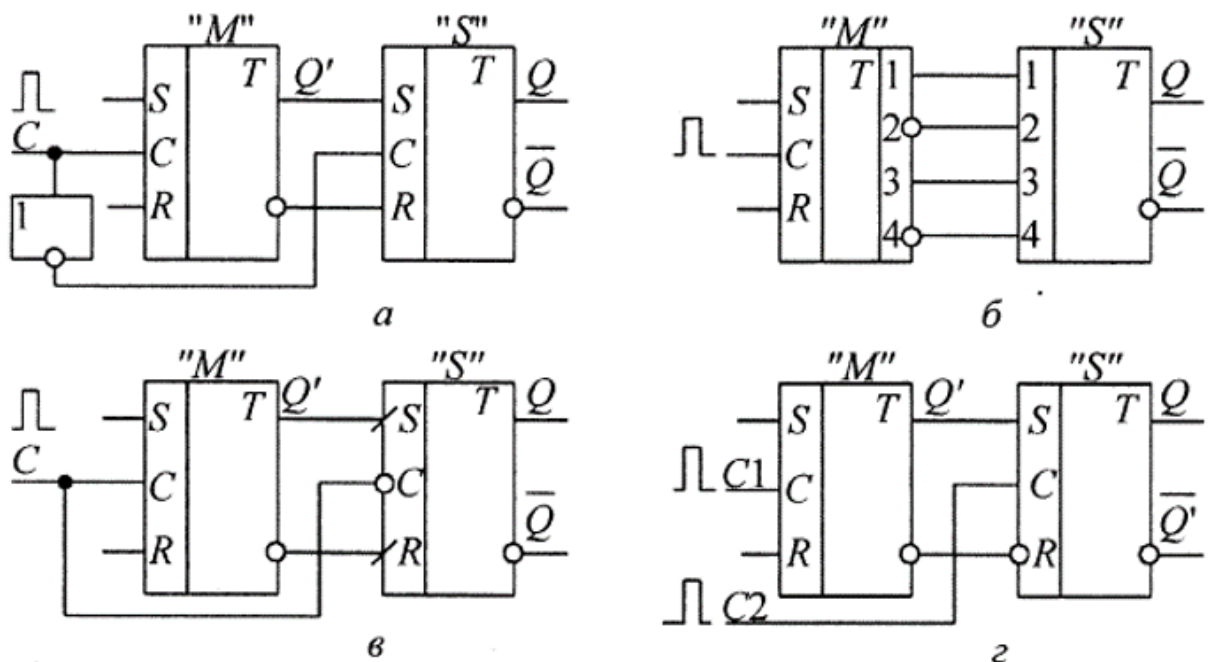 "M" "S"
T Q' T Q
S S
C C C Q̅
R R
1
а
"M" "S"
T 1 1 T Q
S 2 2
C 3 3 Q̅
R 4 4
б
"M" "S"
T Q' T Q
S S
C C C Q̅
R R
в
"M" "S"
T Q' T Q
S S
C1 C C Q̅'
R R
C2
г